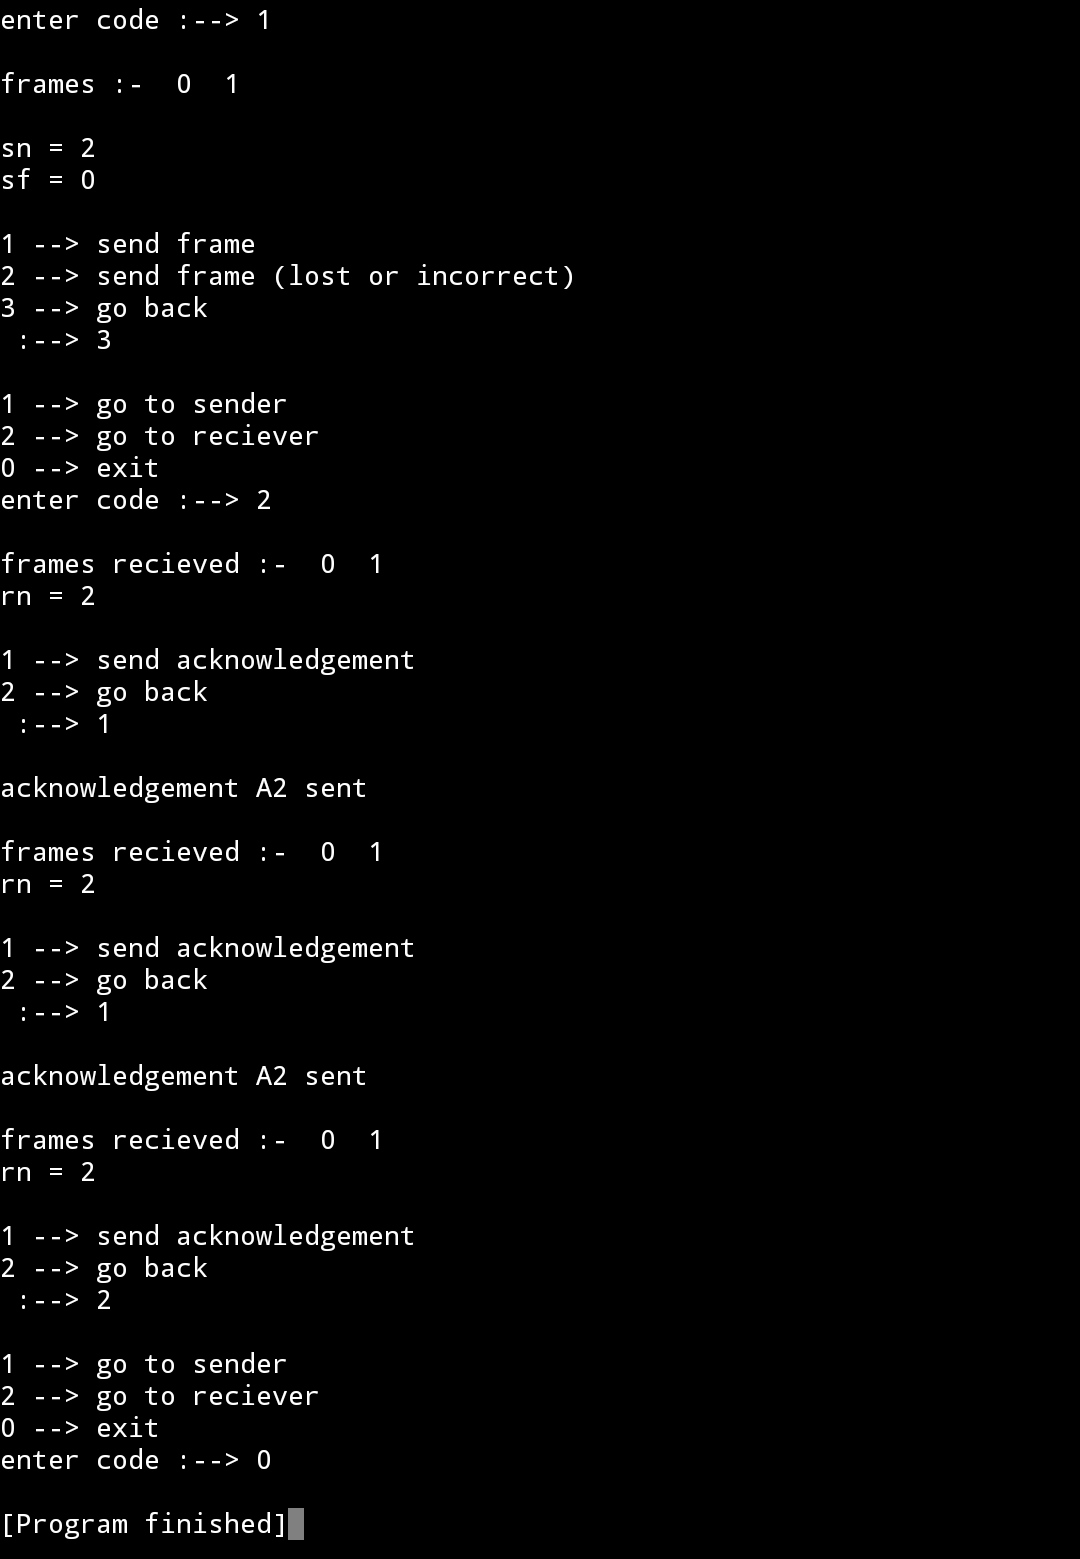 enter code :--> 1
frames :-  0  1
sn = 2
sf = 0
1 --> send frame
2 --> send frame (lost or incorrect)
3 --> go back
 :--> 3
1 --> go to sender
2 --> go to reciever
0 --> exit
enter code :--> 2
frames recieved :-  0  1
rn = 2
1 --> send acknowledgement
2 --> go back
 :--> 1
acknowledgement A2 sent
frames recieved :-  0  1
rn = 2
1 --> send acknowledgement
2 --> go back
 :--> 1
acknowledgement A2 sent
frames recieved :-  0  1
rn = 2
1 --> send acknowledgement
2 --> go back
 :--> 2
1 --> go to sender
2 --> go to reciever
0 --> exit
enter code :--> 0
[Program finished]